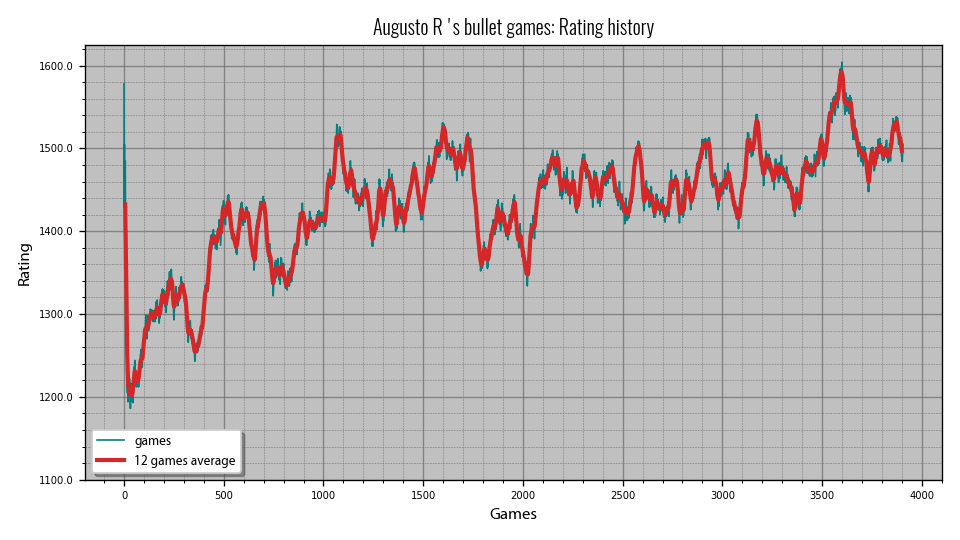 Augusto R 's bullet games: Rating history
1600.0
1500.0
1400.0
1300.0
1200.0
1100.0
Rating
games
12 games average
0 500 1000 1500 2000 2500 3000 3500 4000
Games